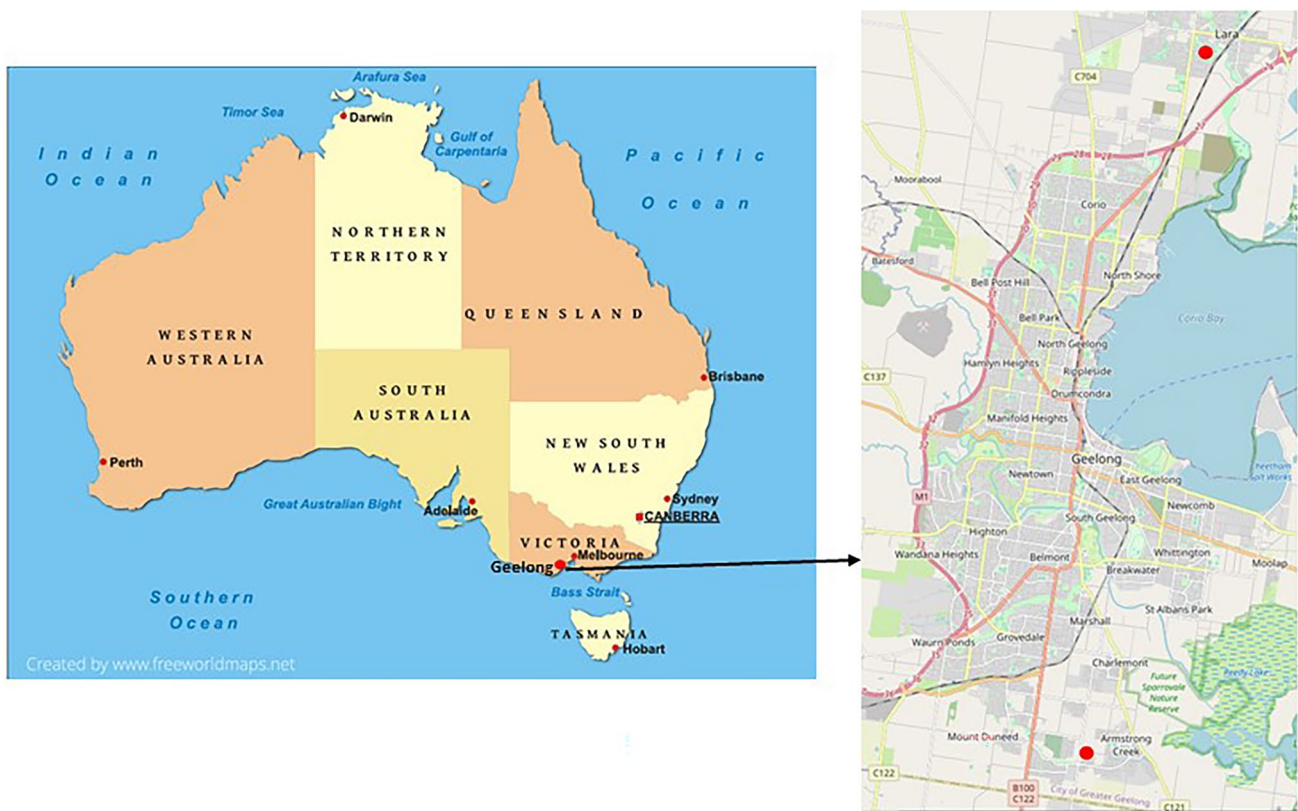 Arafura Sea
Timor Sea
Darwin
Gulf of
Carpentaria
Indian
Ocean
Pacific
Ocean
NORTHERN
TERRITORY
QUEENSLAND
WESTERN
AUSTRALIA
SOUTH
AUSTRALIA
Brisbane
NEW SOUTH
WALES
Perth
Great Australian Bight
Adelaide
Sydney
CANBERRA
VICTORIA
Melbourne
Geelong
Bass Strait
Southern
Ocean
TASMANIA
Hobart
Created by www.freeworldmaps.net
Lara
C704
Moorabool
Corio
Batesford
North Shore
Bell Post Hill
Bell Park
Corio Bay
North Geelong
Hamlyn Heights
Rippleside
C137
Drumcondra
Manifold Heights
Geelong
Newtown
East Geelong
Cheetham
Salt Works
M1
Newcomb
South Geelong
Highton
Wandana Heights
Belmont
Whittington
Breakwater
Moolap
St Albans Park
Marshall
Waurn Ponds
Grovedale
Charlemont
Reedy Lake
Future
Sparrovale
Nature
Reserve
Mount Duneed
Armstrong
Creek
C122
B100
C122
City of Greater Geelong
C121